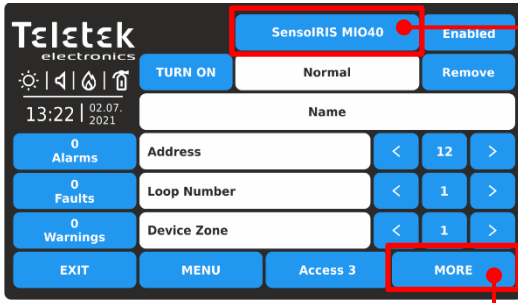 Teletek
electronics
SensoIRIS MIO40
Enabled
TURN ON
Normal
Remove
13:22
02.07.
2021
Name
0
Alarms
Address
<
12
>
0
Faults
Loop Number
<
1
>
0
Warnings
Device Zone
<
1
>
EXIT
MENU
Access 3
MORE